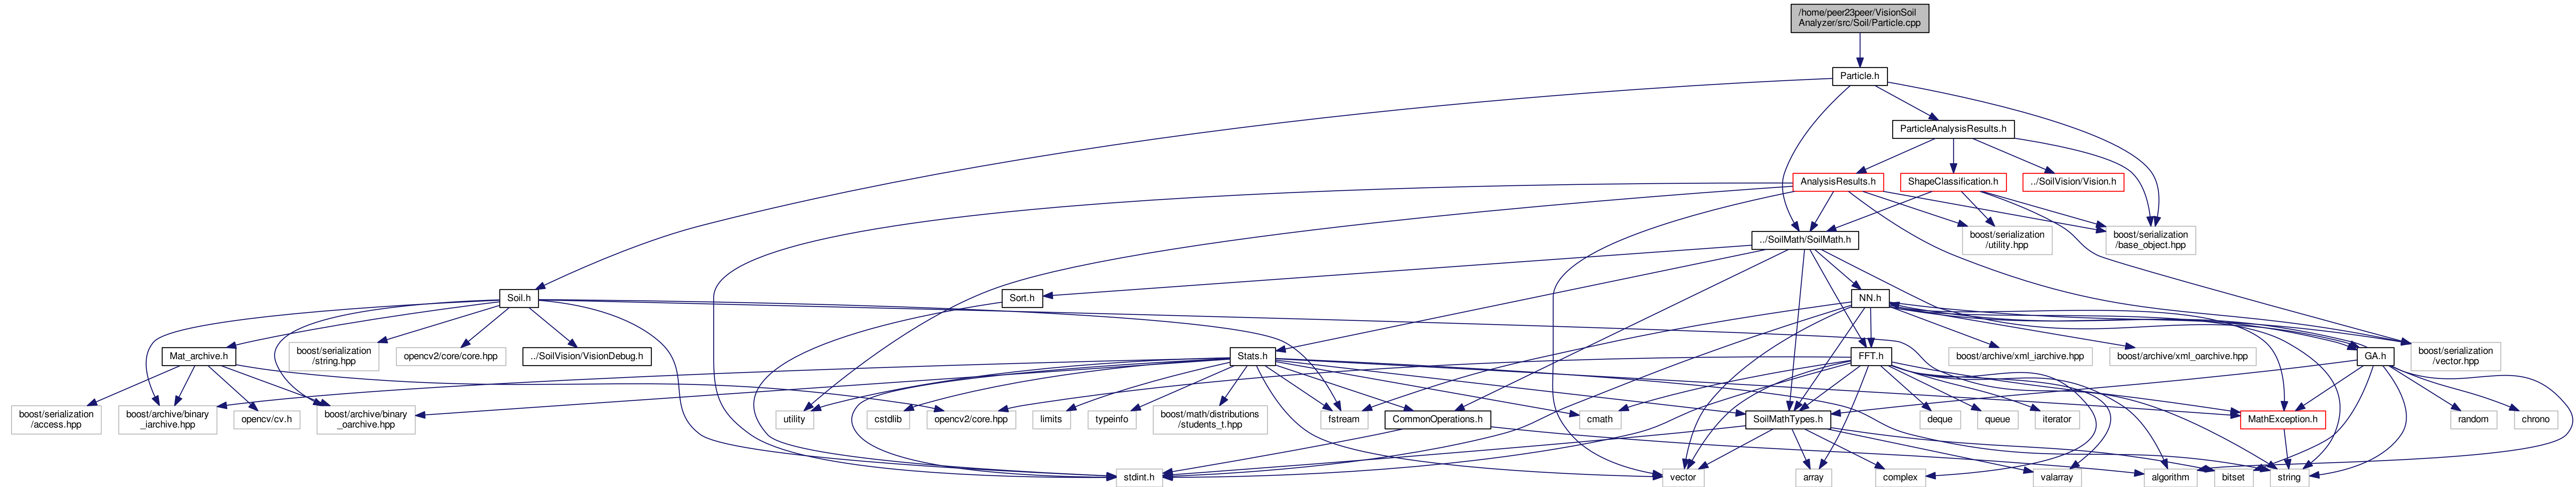 /home/peer23peer/VisionSoil
Analyzer/src/Soil/Particle.cpp
Particle.h
ParticleAnalysisResults.h
AnalysisResults.h
ShapeClassification.h
../SoilVision/Vision.h
../SoilMath/SoilMath.h
boost/serialization
/utility.hpp
boost/serialization
/base_object.hpp
Soil.h
Sort.h
NN.h
Mat_archive.h
boost/serialization
/string.hpp
opencv2/core/core.hpp
../SoilVision/VisionDebug.h
Stats.h
FFT.h
boost/archive/xml_iarchive.hpp
boost/archive/xml_oarchive.hpp
GA.h
boost/serialization
/vector.hpp
boost/serialization
/access.hpp
boost/archive/binary
_iarchive.hpp
opencv/cv.h
boost/archive/binary
_oarchive.hpp
utility
cstdlib
opencv2/core.hpp
limits
typeinfo
boost/math/distributions
/students_t.hpp
fstream
CommonOperations.h
cmath
SoilMathTypes.h
deque
queue
iterator
MathException.h
random
chrono
stdint.h
vector
array
complex
valarray
algorithm
bitset
string